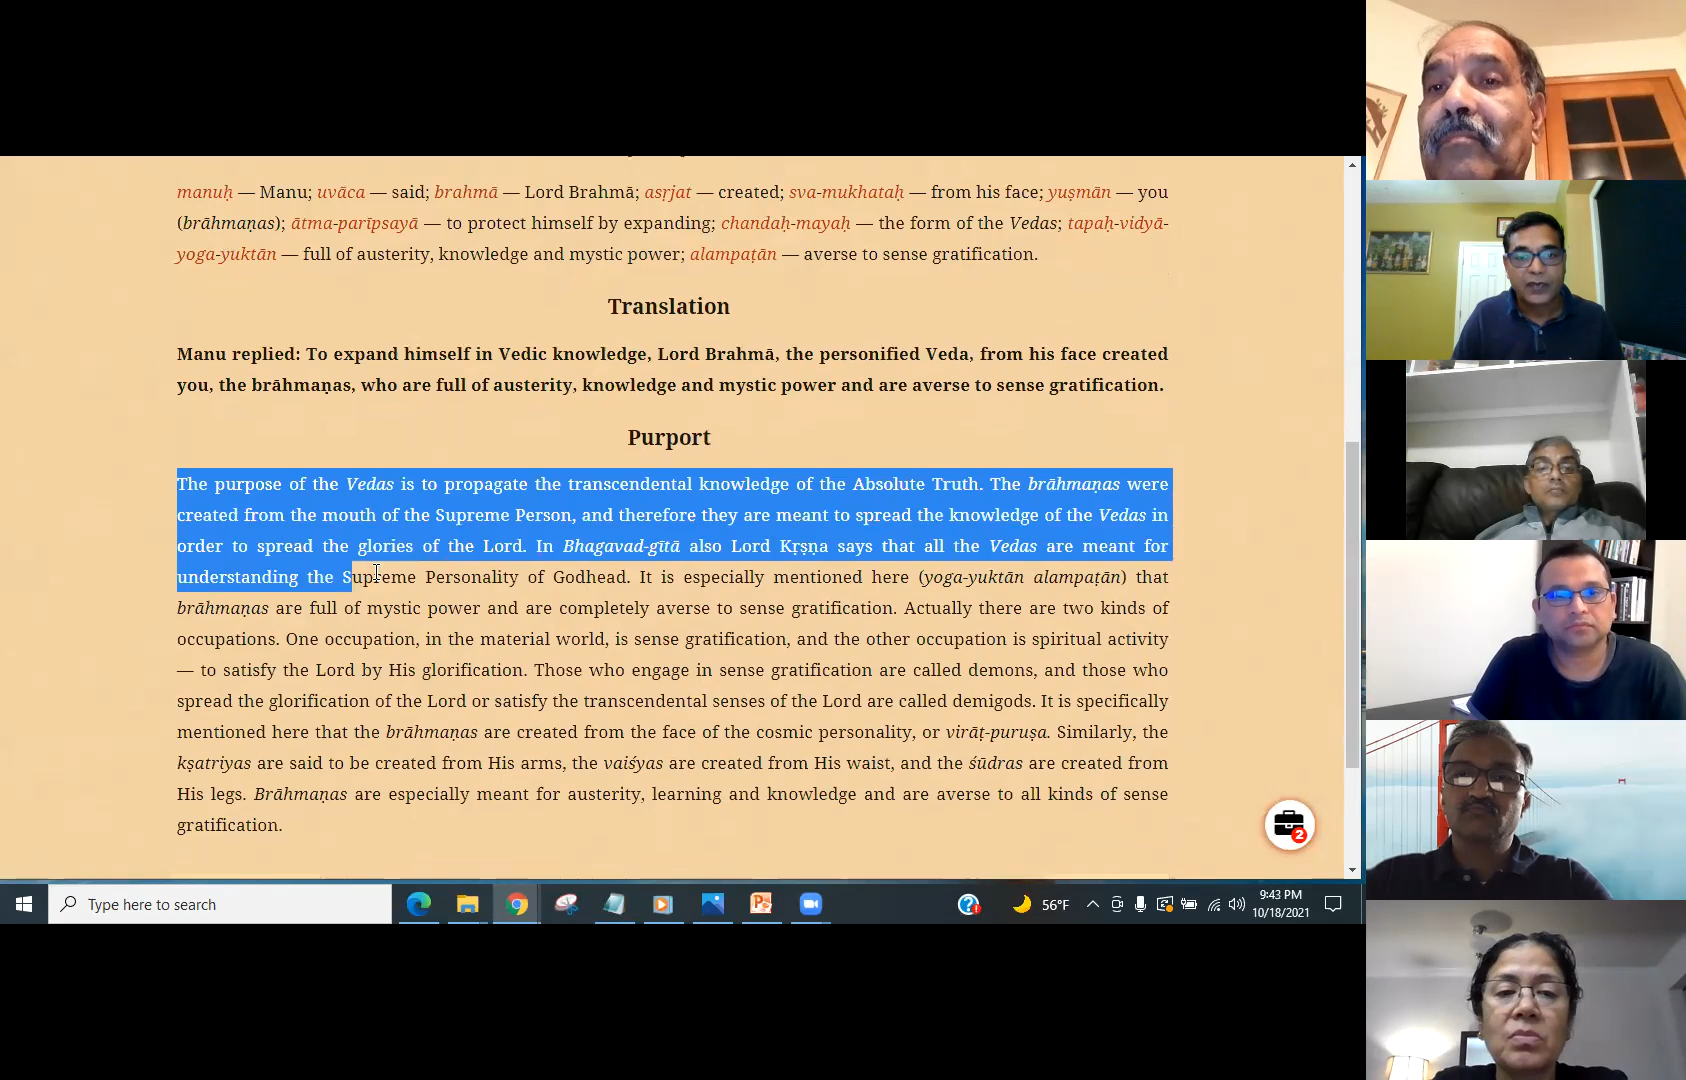 manuḥ — Manu; uvāca — said; brahmā — Lord Brahmā; asṛjat — created; sva-mukhataḥ — from his face; yuṣmān — you
(brāhmaṇas); ātma-parīpsayā — to protect himself by expanding; chandaḥ-mayaḥ — the form of the Vedas; tapaḥ-vidyā-
yoga-yuktān — full of austerity, knowledge and mystic power; alampaṭān — averse to sense gratification.
Translation
Manu replied: To expand himself in Vedic knowledge, Lord Brahmā, the personified Veda, from his face created
you, the brāhmaṇas, who are full of austerity, knowledge and mystic power and are averse to sense gratification.
Purport
The purpose of the Vedas is to propagate the transcendental knowledge of the Absolute Truth. The brāhmaṇas were
created from the mouth of the Supreme Person, and therefore they are meant to spread the knowledge of the Vedas in
order to spread the glories of the Lord. In Bhagavad-gītā also Lord Kṛṣṇa says that all the Vedas are meant for
understanding the Supreme Personality of Godhead. It is especially mentioned here (yoga-yuktān alampaṭān) that
brāhmaṇas are full of mystic power and are completely averse to sense gratification. Actually there are two kinds of
occupations. One occupation, in the material world, is sense gratification, and the other occupation is spiritual activity
— to satisfy the Lord by His glorification. Those who engage in sense gratification are called demons, and those who
spread the glorification of the Lord or satisfy the transcendental senses of the Lord are called demigods. It is specifically
mentioned here that the brāhmaṇas are created from the face of the cosmic personality, or virāṭ-puruṣa. Similarly, the
kṣatriyas are said to be created from His arms, the vaiśyas are created from His waist, and the śūdras are created from
His legs. Brāhmaṇas are especially meant for austerity, learning and knowledge and are averse to all kinds of sense
gratification.
2
Type here to search
56°F
9:43 PM
10/18/2021